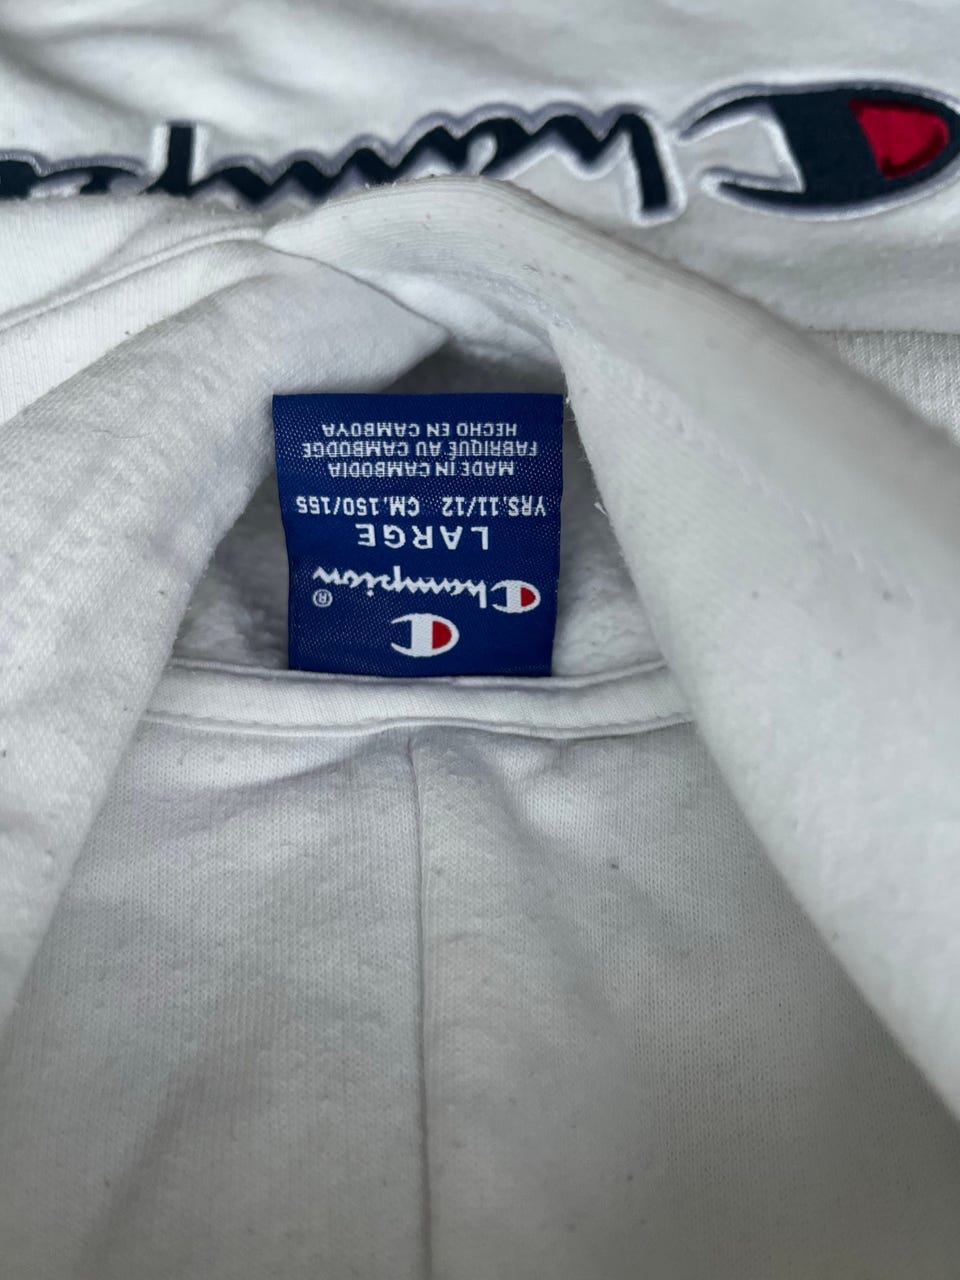 Champion
Champion®
LARGE
YRS.11/12 CM.150/155
MADE IN CAMBODIA
FABRIQUÉ AU CAMBODGE
HECHO EN CAMBOYA